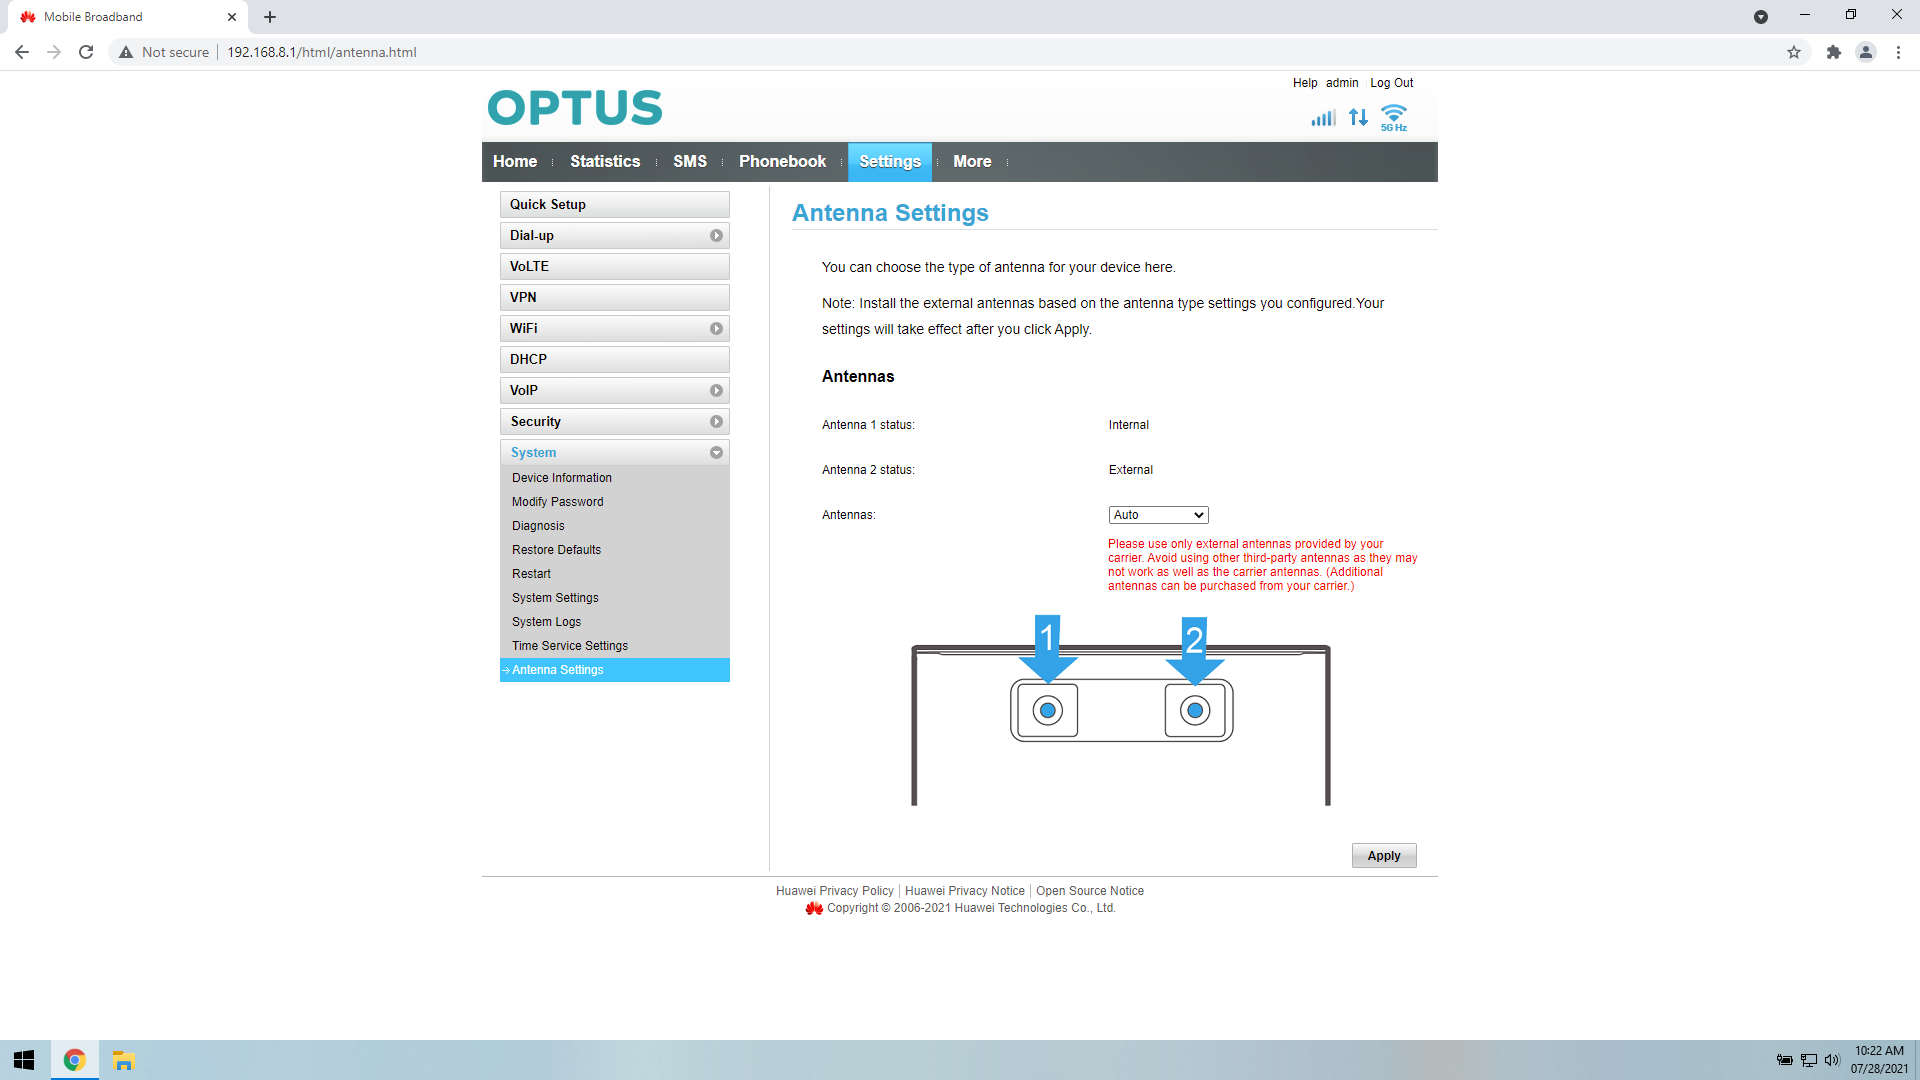 Mobile Broadband
Not secure
192.168.8.1/html/antenna.html
Help admin Log Out
OPTUS
5G Hz
Home Statistics SMS Phonebook Settings More
Quick Setup
Dial-up
VoLTE
VPN
WiFi
DHCP
VoIP
Security
System
Device Information
Modify Password
Diagnosis
Restore Defaults
Restart
System Settings
System Logs
Time Service Settings
Antenna Settings
Antenna Settings
You can choose the type of antenna for your device here.
Note: Install the external antennas based on the antenna type settings you configured.Your
settings will take effect after you click Apply.
Antennas
Antenna 1 status: Internal
Antenna 2 status: External
Antennas: Auto
Please use only external antennas provided by your
carrier. Avoid using other third-party antennas as they may
not work as well as the carrier antennas. (Additional
antennas can be purchased from your carrier.)
1 2
Apply
Huawei Privacy Policy Huawei Privacy Notice Open Source Notice
Copyright © 2006-2021 Huawei Technologies Co., Ltd.
10:22 AM
07/28/2021